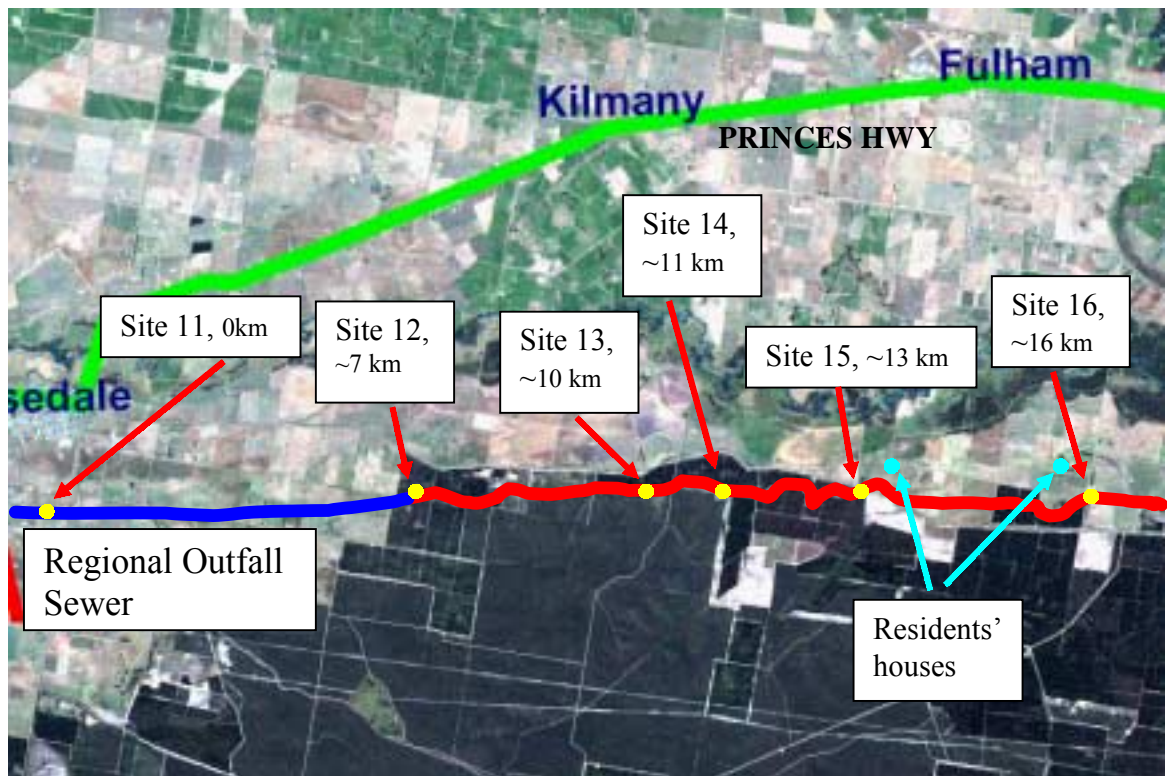 Fulham
Kilmany
PRINCES HWY
Site 14,
~11 km
Site 11, 0km
Site 12,
~7 km
Site 13,
~10 km
Site 15, ~13 km
Site 16,
~16 km
sedale
Regional Outfall
Sewer
Residents’
houses